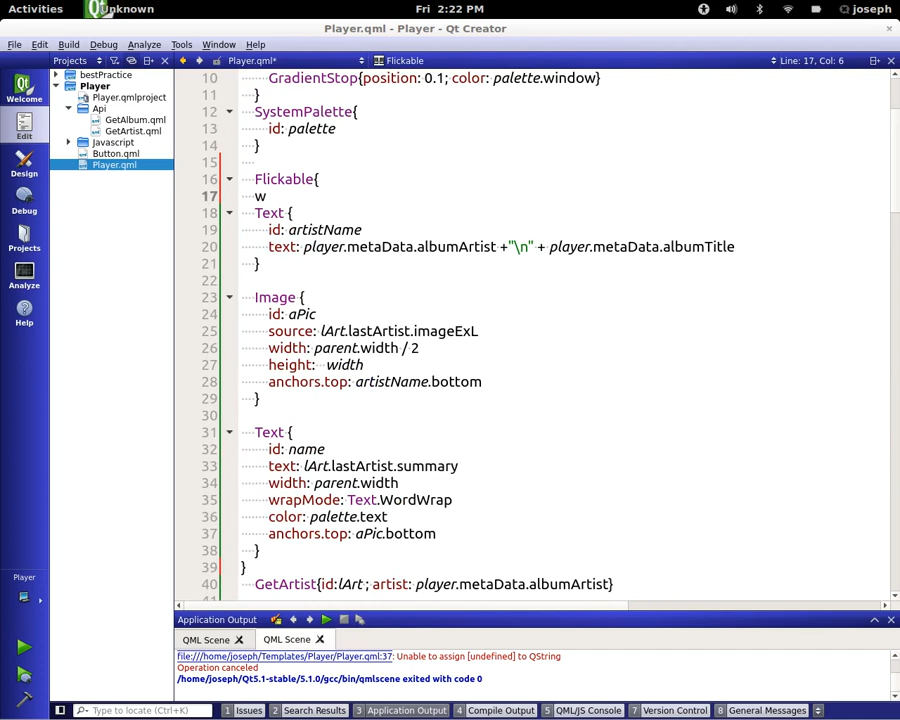 Activities Unknown Fri 2:22 PM joseph
Player.qml - Player - Qt Creator
File Edit Build Debug Analyze Tools Window Help
Projects Player.qml* Flickable Line: 17, Col: 6
Welcome
Edit
Design
Debug
Projects
Analyze
Help
Player
bestPractice
Player
Player.qmlproject
Api
GetAlbum.qml
GetArtist.qml
Javascript
Button.qml
Player.qml
10 GradientStop{position: 0.1; color: palette.window}
11 }
12 SystemPalette{
13 id: palette
14 }
15
16 Flickable{
17 w
18 Text {
19 id: artistName
20 text: player.metaData.albumArtist +"\n" + player.metaData.albumTitle
21 }
22
23 Image {
24 id: aPic
25 source: lArt.lastArtist.imageExL
26 width: parent.width / 2
27 height: width
28 anchors.top: artistName.bottom
29 }
30
31 Text {
32 id: name
33 text: lArt.lastArtist.summary
34 width: parent.width
35 wrapMode: Text.WordWrap
36 color: palette.text
37 anchors.top: aPic.bottom
38 }
39 }
40 GetArtist{id:lArt ; artist: player.metaData.albumArtist}
Application Output
QML Scene QML Scene
file:///home/joseph/Templates/Player/Player.qml:37: Unable to assign [undefined] to QString
Operation canceled
/home/joseph/Qt5.1-stable/5.1.0/gcc/bin/qmlscene exited with code 0
Type to locate (Ctrl+K) 1 Issues 2 Search Results 3 Application Output 4 Compile Output 5 QML/JS Console 7 Version Control 8 General Messages